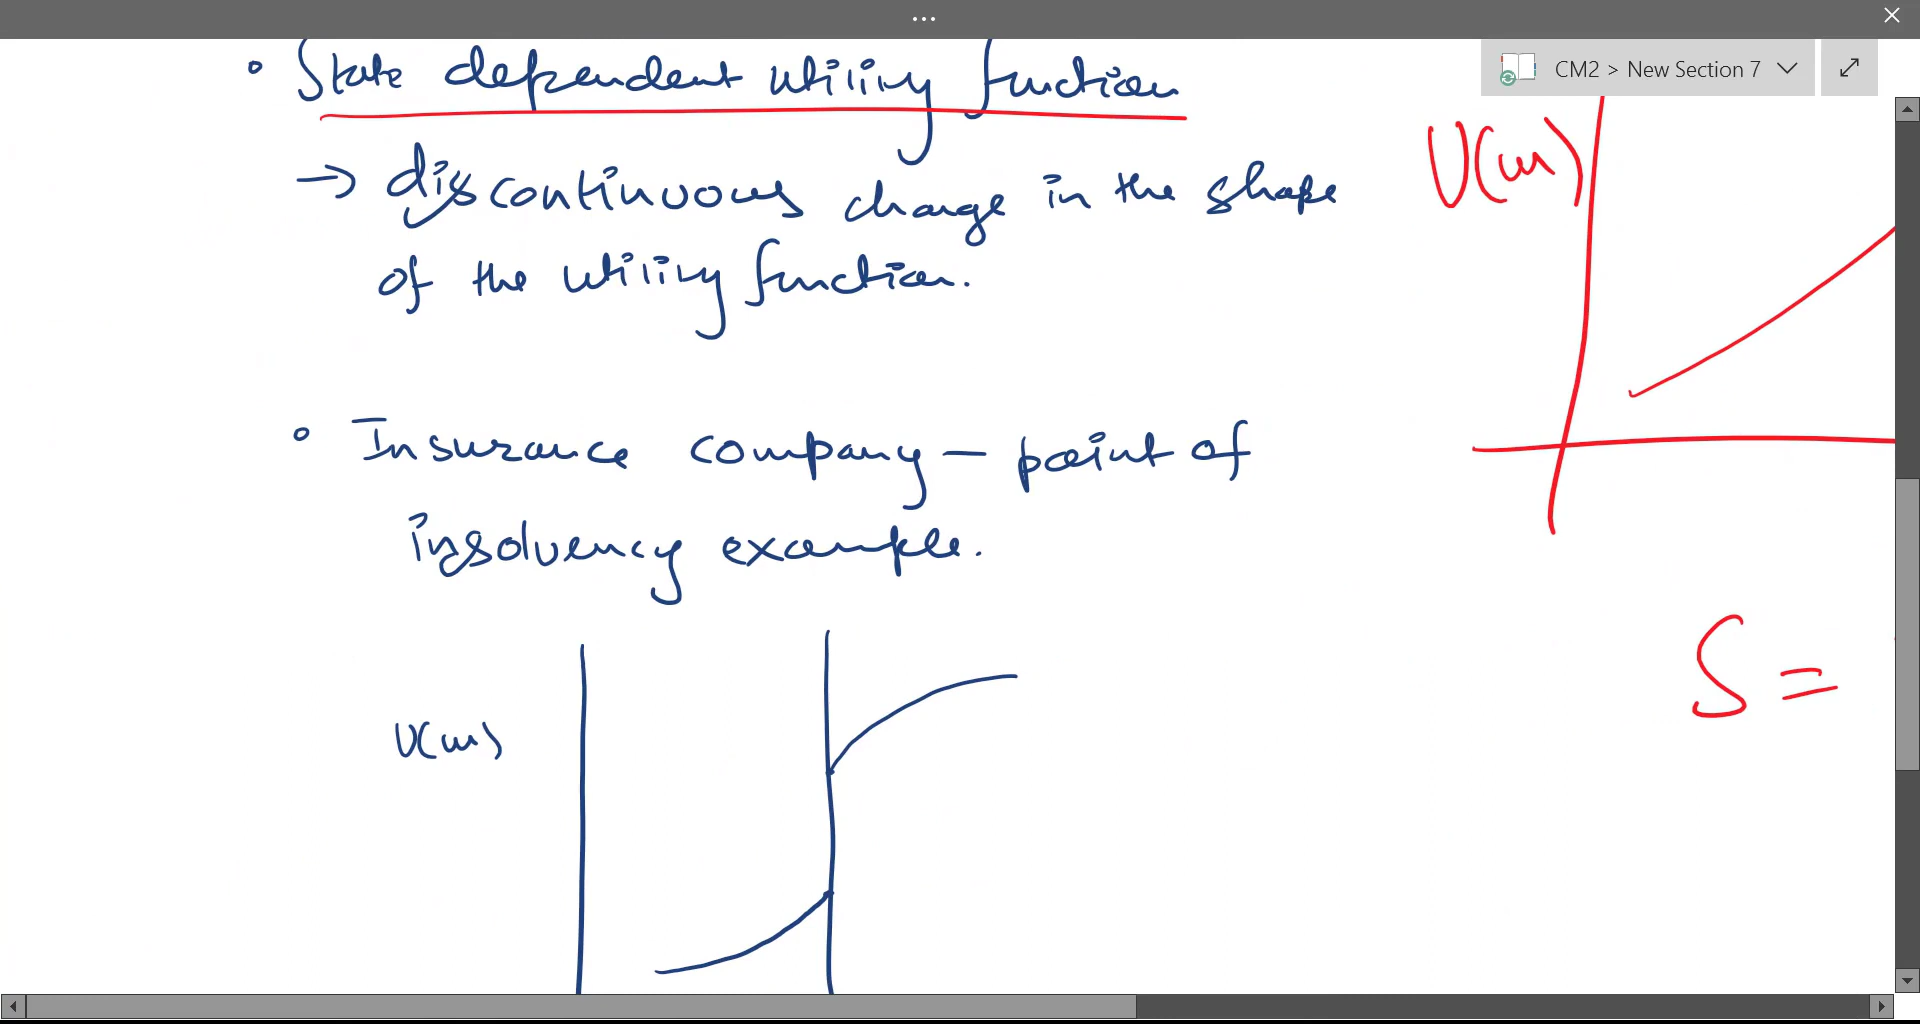 CM2 > New Section 7
State dependent utility function
→ discontinuous change in the shape
of the utility function.
Insurance company - point of
insolvency example.
U(w)
U(w)
S =